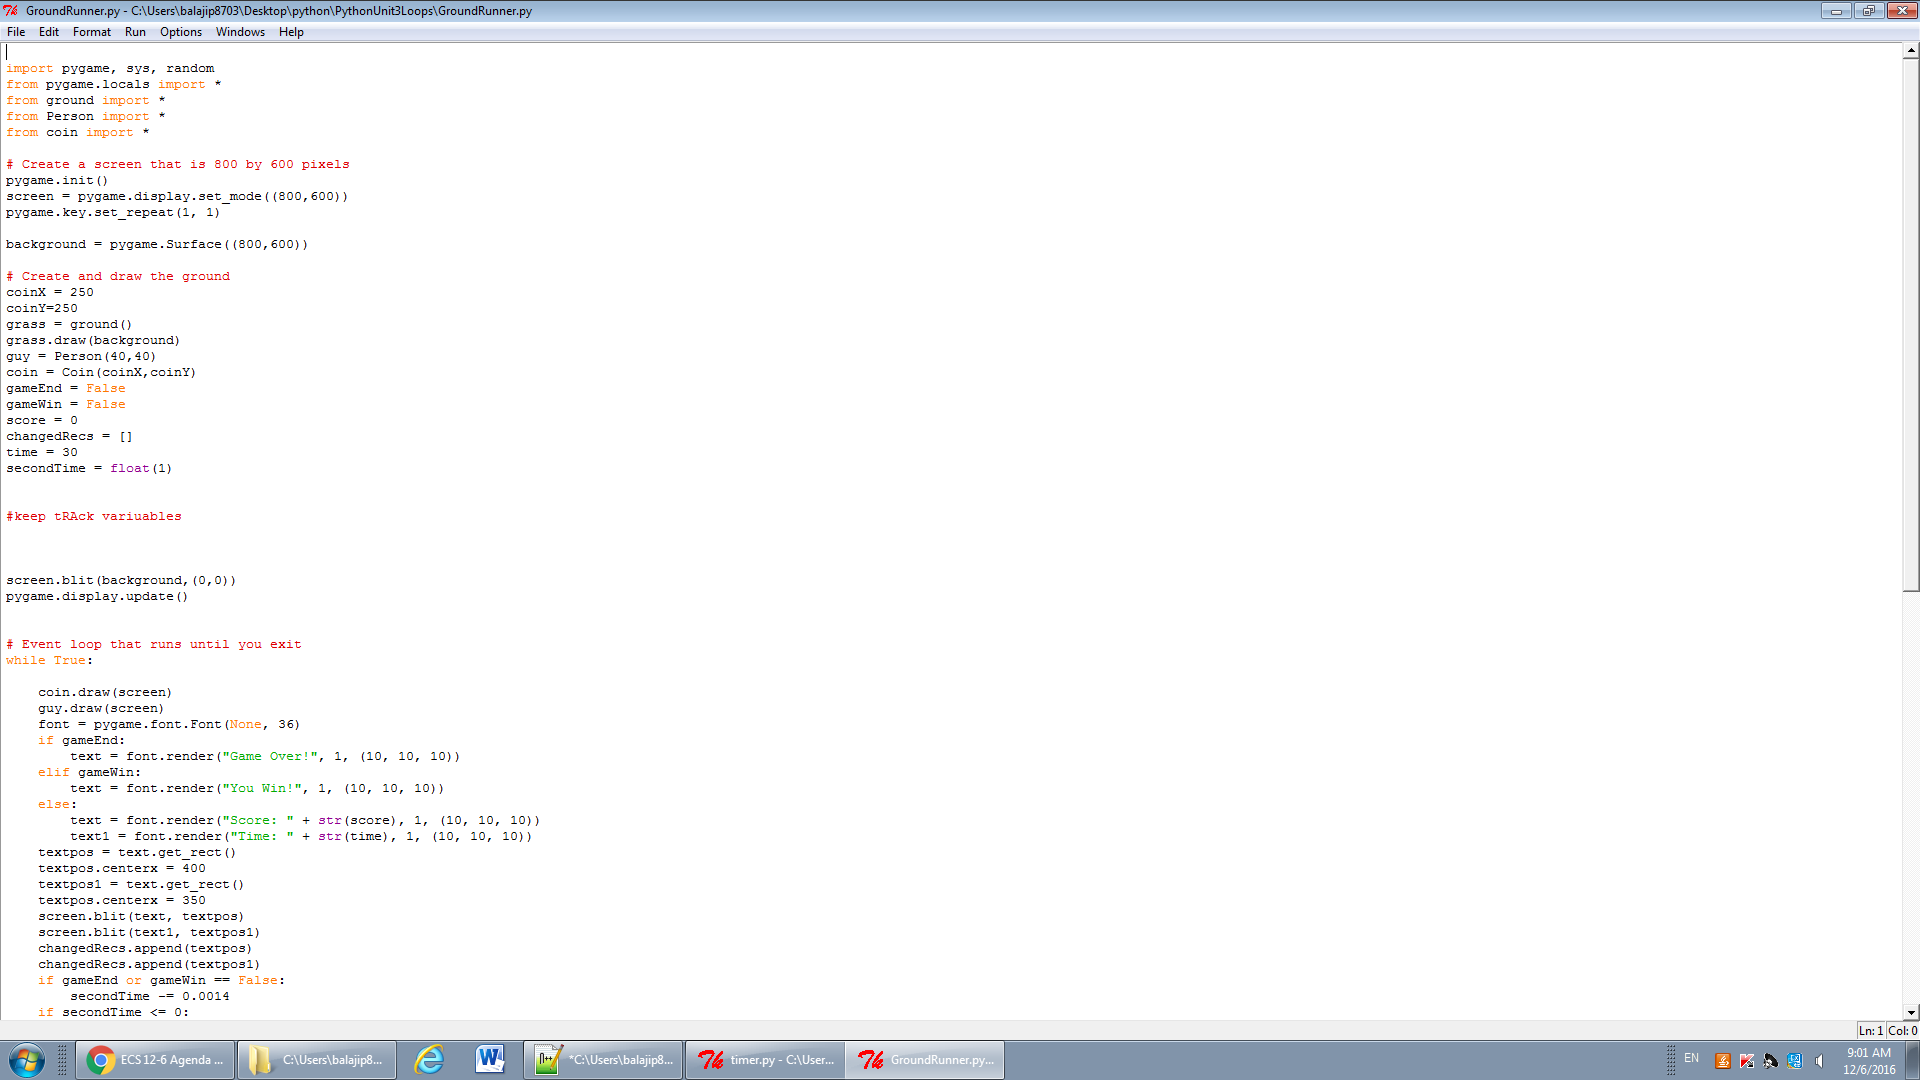 GroundRunner.py - C:\Users\balajip8703\Desktop\python\PythonUnit3Loops\GroundRunner.py
File Edit Format Run Options Windows Help
import pygame, sys, random
from pygame.locals import *
from ground import *
from Person import *
from coin import *
# Create a screen that is 800 by 600 pixels
pygame.init()
screen = pygame.display.set_mode((800,600))
pygame.key.set_repeat(1, 1)
background = pygame.Surface((800,600))
# Create and draw the ground
coinX = 250
coinY=250
grass = ground()
grass.draw(background)
guy = Person(40,40)
coin = Coin(coinX,coinY)
gameEnd = False
gameWin = False
score = 0
changedRecs = []
time = 30
secondTime = float(1)
#keep tRAck variuables
screen.blit(background,(0,0))
pygame.display.update()
# Event loop that runs until you exit
while True:
    coin.draw(screen)
    guy.draw(screen)
    font = pygame.font.Font(None, 36)
    if gameEnd:
        text = font.render("Game Over!", 1, (10, 10, 10))
    elif gameWin:
        text = font.render("You Win!", 1, (10, 10, 10))
    else:
        text = font.render("Score: " + str(score), 1, (10, 10, 10))
        text1 = font.render("Time: " + str(time), 1, (10, 10, 10))
    textpos = text.get_rect()
    textpos.centerx = 400
    textpos1 = text.get_rect()
    textpos.centerx = 350
    screen.blit(text, textpos)
    screen.blit(text1, textpos1)
    changedRecs.append(textpos)
    changedRecs.append(textpos1)
    if gameEnd or gameWin == False:
        secondTime -= 0.0014
    if secondTime <= 0:
Ln: 1 Col: 0
ECS 12-6 Agenda ... C:\Users\balajip8... *C:\Users\balajip8... timer.py - C:\User... GroundRunner.py... EN 9:01 AM
12/6/2016